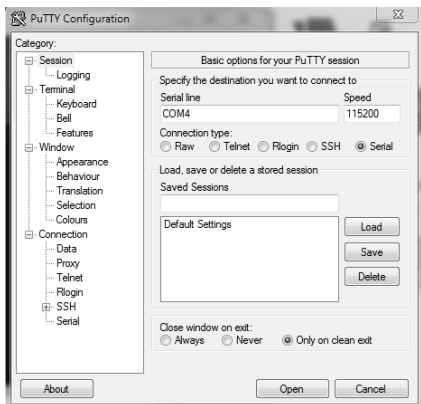 PuTTY Configuration
Category:
Session
Logging
Terminal
Keyboard
Bell
Features
Window
Appearance
Behaviour
Translation
Selection
Colours
Connection
Data
Proxy
Telnet
Rlogin
SSH
Serial
Basic options for your PuTTY session
Specify the destination you want to connect to
Serial line Speed
COM4 115200
Connection type:
Raw Telnet Rlogin SSH Serial
Load, save or delete a stored session
Saved Sessions
Default Settings
Load
Save
Delete
Close window on exit:
Always Never Only on clean exit
About Open Cancel